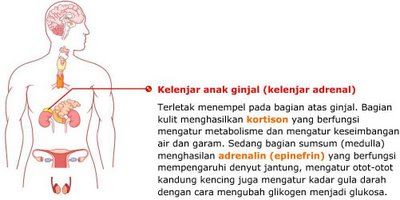 Kelenjar anak ginjal (kelenjar adrenal)
Terletak menempel pada bagian atas ginjal. Bagian
kulit menghasilkan kortison yang berfungsi
mengatur metabolisme dan mengatur keseimbangan
air dan garam. Sedang bagian sumsum (medulla)
menghasilan adrenalin (epinefrin) yang berfungsi
mempengaruhi denyut jantung, mengatur otot-otot
kandung kencing juga mengatur kadar gula darah
dengan cara mengubah glikogen menjadi glukosa.